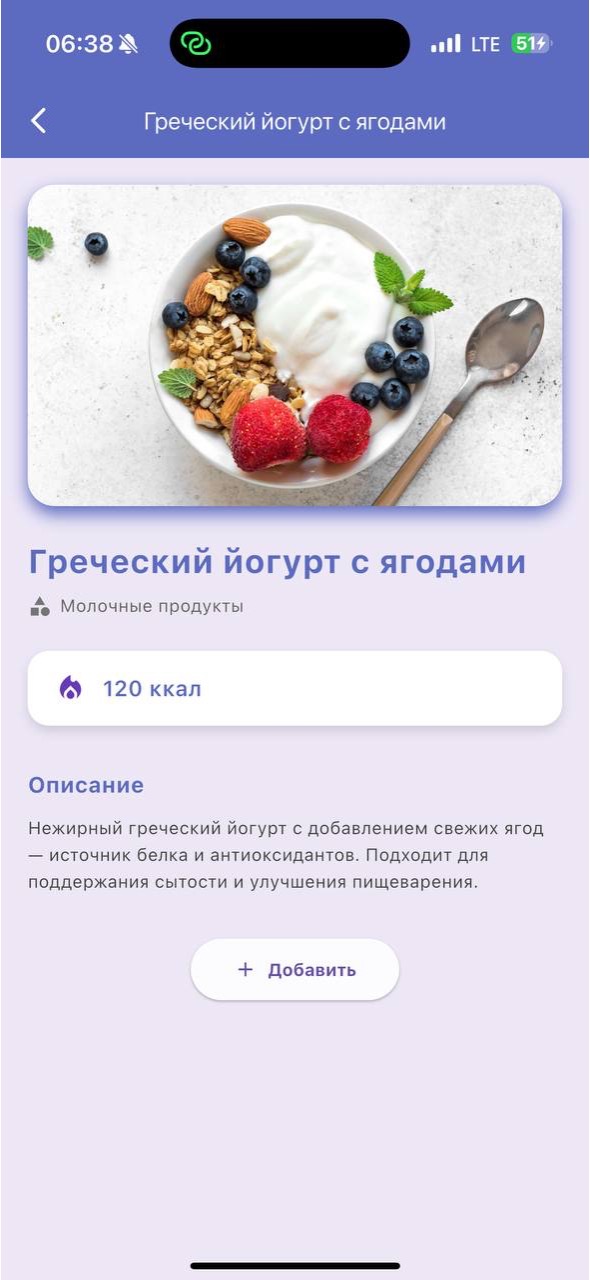 06:38 LTE 51
Греческий йогурт с ягодами
Греческий йогурт с ягодами
Молочные продукты
120 ккал
Описание
Нежирный греческий йогурт с добавлением свежих ягод
— источник белка и антиоксидантов. Подходит для
поддержания сытости и улучшения пищеварения.
+ Добавить